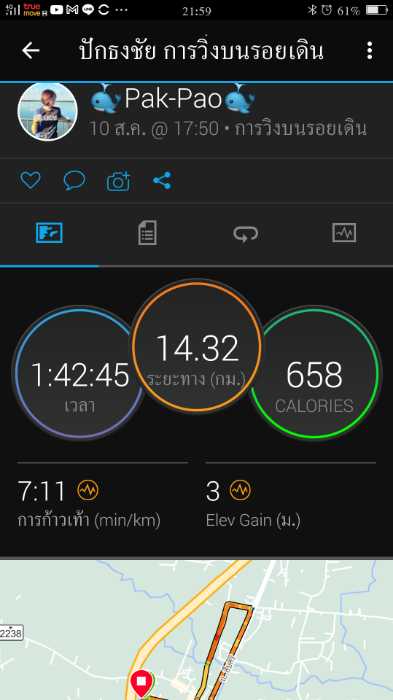 4G true move H 21:59 61%
ปักธงชัย การวิ่งบนรอยเดิน
Pak-Pao
10 ส.ค. @ 17:50 • การวิ่งบนรอยเดิน
1:42:45
เวลา
14.32
ระยะทาง (กม.)
658
CALORIES
7:11
การก้าวเท้า (min/km)
3
Elev Gain (ม.)
2238